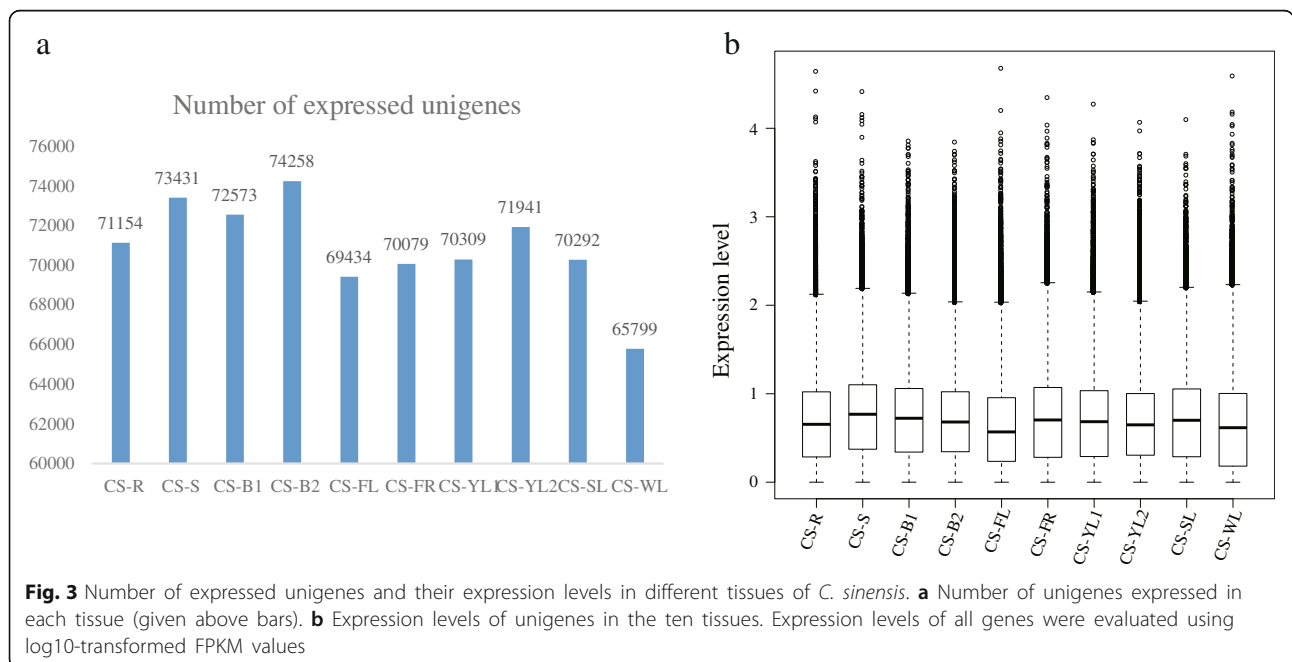 a
Number of expressed unigenes
76000
74000
72000
70000
68000
66000
64000
62000
60000
71154
73431
72573
74258
69434
70079
70309
71941
70292
65799
CS-R CS-S CS-B1 CS-B2 CS-FL CS-FR CS-YL1 CS-YL2 CS-SL CS-WL
b
Expression level
4
3
2
1
0
CS-R CS-S CS-B1 CS-B2 CS-FL CS-FR CS-YL1 CS-YL2 CS-SL CS-WL
Fig. 3 Number of expressed unigenes and their expression levels in different tissues of C. sinensis. a Number of unigenes expressed in
each tissue (given above bars). b Expression levels of unigenes in the ten tissues. Expression levels of all genes were evaluated using
log10-transformed FPKM values